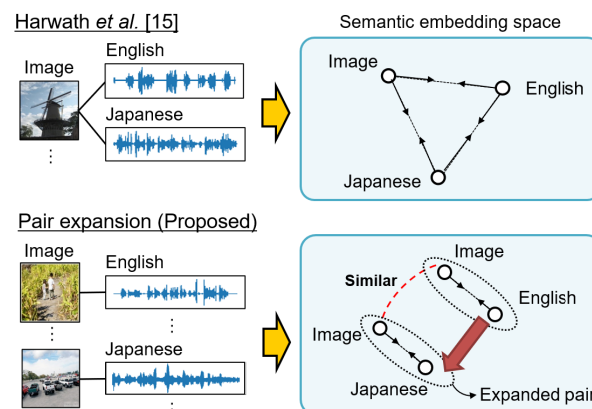 Harwath et al. [15]
Semantic embedding space
English
Image
Japanese
Image
English
Japanese
Pair expansion (Proposed)
Image
English
Japanese
Image
Similar
English
Image
Japanese
Expanded pair